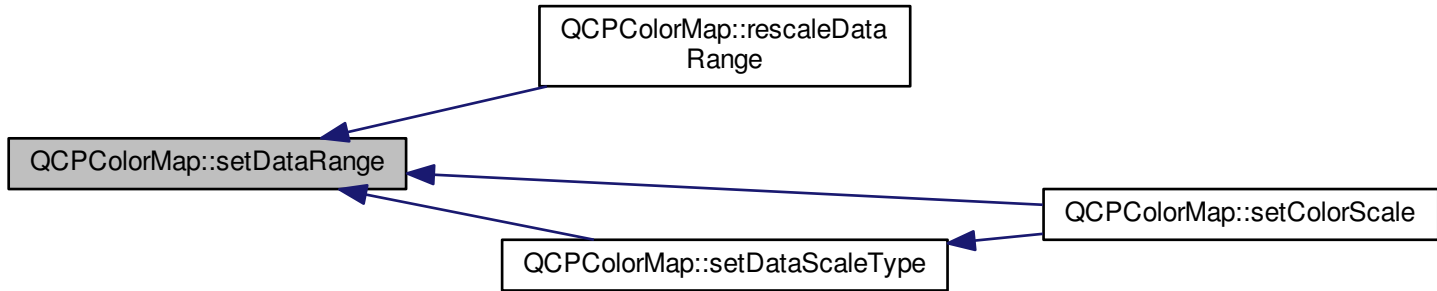 QCPColorMap::rescaleData
Range
QCPColorMap::setDataRange
QCPColorMap::setColorScale
QCPColorMap::setDataScaleType